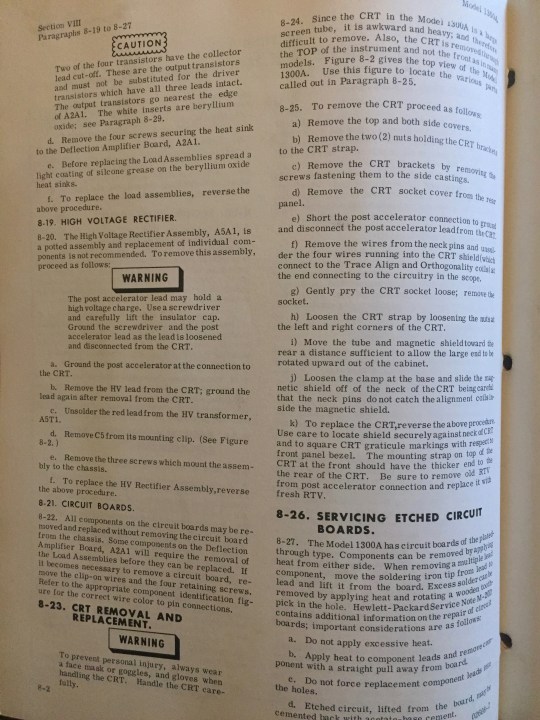 Section VIII
Paragraphs 8-19 to 8-27
CAUTION
Two of the four transistors have the collector
lead cut-off. These are the output transistors
and must not be substituted for the driver
transistors which have all three leads intact.
The output transistors go nearest the edge
of A2A1. The white inserts are beryllium
oxide; see Paragraph 8-29.
d. Remove the four screws securing the heat sink
to the Deflection Amplifier Board, A2A1.
e. Before replacing the Load Assemblies spread a
light coating of silcone grease on the beryllium oxide
heat sinks.
f. To replace the load assemblies, reverse the
above procedure.
8-19. HIGH VOLTAGE RECTIFIER.
8-20. The High Voltage Rectifier Assembly, A5A1, is
a potted assembly and replacement of individual com-
ponents is not recommended. To remove this assembly,
proceed as follows:
WARNING
The post accelerator lead may hold a
high voltage charge. Use a screwdriver
and carefully lift the insulator cap.
Ground the screwdriver and the post
accelerator lead as the lead is loosened
and disconnected from the CRT.
a. Ground the post accelerator at the connection to
the CRT.
b. Remove the HV lead from the CRT; ground the
lead again after removal from the CRT.
c. Unsolder the red lead from the HV transformer,
A5T1.
d. Remove C5 from its mounting clip. (See Figure
8-2.)
e. Remove the three screws which mount the assem-
bly to the chassis.
f. To replace the HV Rectifier Assembly, reverse
the above procedure.
8-21. CIRCUIT BOARDS.
8-22. All components on the circuit boards may be re-
moved and replaced without removing the circuit board
from the chassis. Some components on the Deflection
Amplifier Board, A2A1 will require the removal of
the Load Assemblies before they can be replaced. If
it becomes necessary to remove a circuit board, re-
move the clip-on wires and the four retaining screws.
Refer to the appropriate component identification fig-
ure for the correct wire color to pin connections.
8-23. CRT REMOVAL AND
REPLACEMENT.
WARNING
To prevent personal injury, always wear
a face mask or goggles, and gloves when
handling the CRT. Handle the CRT care-
fully.
8-2
Model 1300A
8-24. Since the CRT in the Model 1300A is a large
screen tube, it is awkward and heavy; and therefore
difficult to remove. Also, the CRT is removed through
the TOP of the instrument and not the front as in most
models. Figure 8-2 gives the top view of the Model
1300A. Use this figure to locate the various parts
called out in Paragraph 8-25.
8-25. To remove the CRT proceed as follows:
a) Remove the top and both side covers.
b) Remove the two (2) nuts holding the CRT brackets
to the CRT strap.
c) Remove the CRT brackets by removing the
screws fastening them to the side castings.
d) Remove the CRT socket cover from the rear
panel.
e) Short the post accelerator connection to ground
and disconnect the post accelerator lead from the CRT.
f) Remove the wires from the neck pins and unsol-
der the four wires running into the CRT shield (which
connect to the Trace Align and Orthogonality coils) at
the end connecting to the circuitry in the scope.
g) Gently pry the CRT socket loose; remove the
socket.
h) Loosen the CRT strap by loosening the nuts at
the left and right corners of the CRT.
i) Move the tube and magnetic shield toward the
rear a distance sufficient to allow the large end to be
rotated upward out of the cabinet.
j) Loosen the clamp at the base and slide the mag-
netic shield off of the neck of the CRT being careful
that the neck pins do not catch the alignment coils in-
side the magnetic shield.
k) To replace the CRT, reverse the above procedure.
Use care to locate shield securely against neck of CRT
and to square CRT graticule markings with respect to
front panel bezel. The mounting strap on top of the
CRT at the front should have the thicker end to the
the rear of the CRT. Be sure to remove old RTV
from post accelerator connection and replace it with
fresh RTV.
8-26. SERVICING ETCHED CIRCUIT
BOARDS.
8-27. The Model 1300A has circuit boards of the plated-
through type. Components can be removed by applying
heat from either side. When removing a multiple lead
component, move the soldering iron tip from lead to
lead and lift it from the board. Excess solder can be
removed by applying heat and rotating a wooden tooth-
pick in the hole. Hewlett-Packard Service Note M-20D
contains additional information on the repair of circuit
boards; important considerations are as follows:
a. Do not apply excessive heat.
b. Apply heat to component leads and remove com-
ponent with a straight pull away from board.
c. Do not force replacement component leads into
the holes.
d. Etched circuit, lifted from the board, may be
cemented back with acetate-base cement.